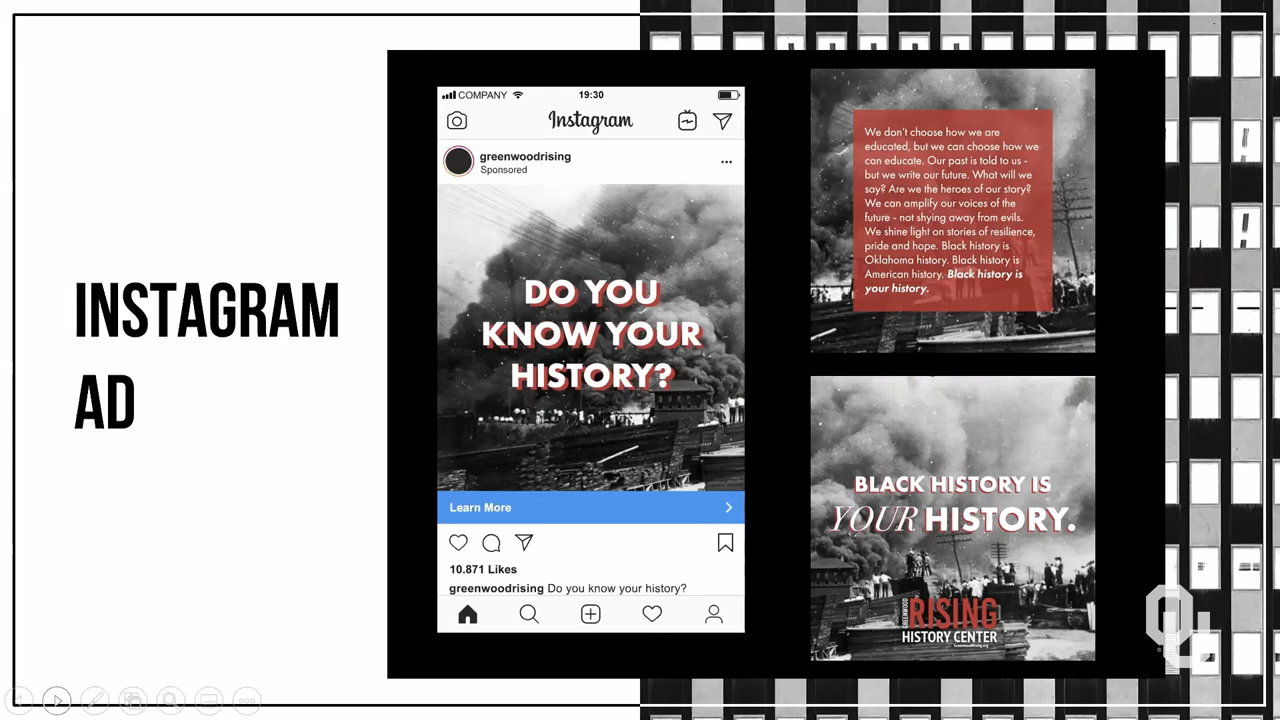 INSTAGRAM
AD
COMPANY 19:30
Instagram
greenwoodrising
Sponsored
DO YOU
KNOW YOUR
HISTORY?
Learn More
10.871 Likes
greenwoodrising Do you know your history?
We don't choose how we are
educated, but we can choose how we
can educate. Our past is told to us -
but we write our future. What will we
say? Are we the heroes of our story?
We can amplify our voices of the
future - not shying away from evils.
We shine light on stories of resilience,
pride and hope. Black history is
Oklahoma history. Black history is
American history. Black history is
your history.
BLACK HISTORY IS
YOUR HISTORY.
GREENWOOD
RISING
HISTORY CENTER
GreenwoodRising.org
OU